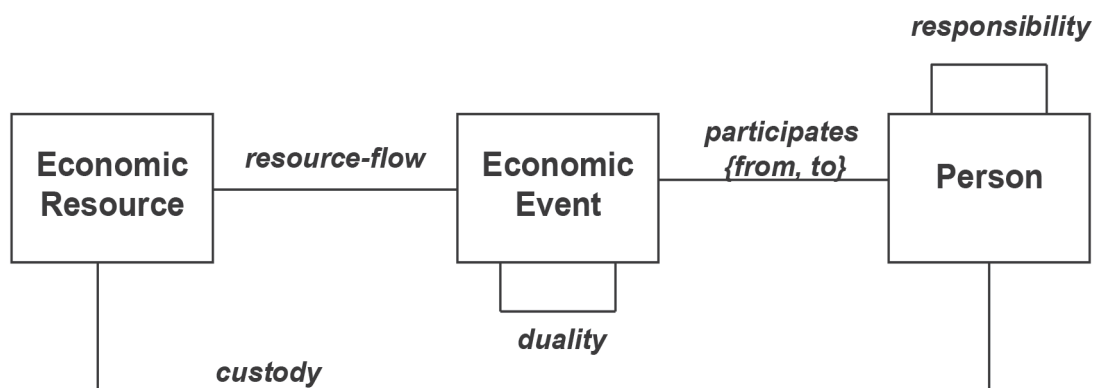 responsibility
Economic
Resource
resource-flow
Economic
Event
participates
{from, to}
Person
duality
custody